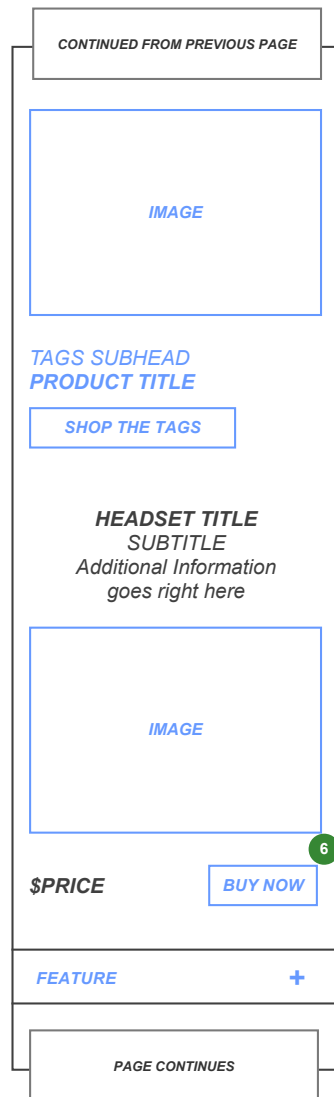 CONTINUED FROM PREVIOUS PAGE
IMAGE
TAGS SUBHEAD
PRODUCT TITLE
SHOP THE TAGS
HEADSET TITLE
SUBTITLE
Additional Information
goes right here
IMAGE
6
$PRICE
BUY NOW
FEATURE +
PAGE CONTINUES